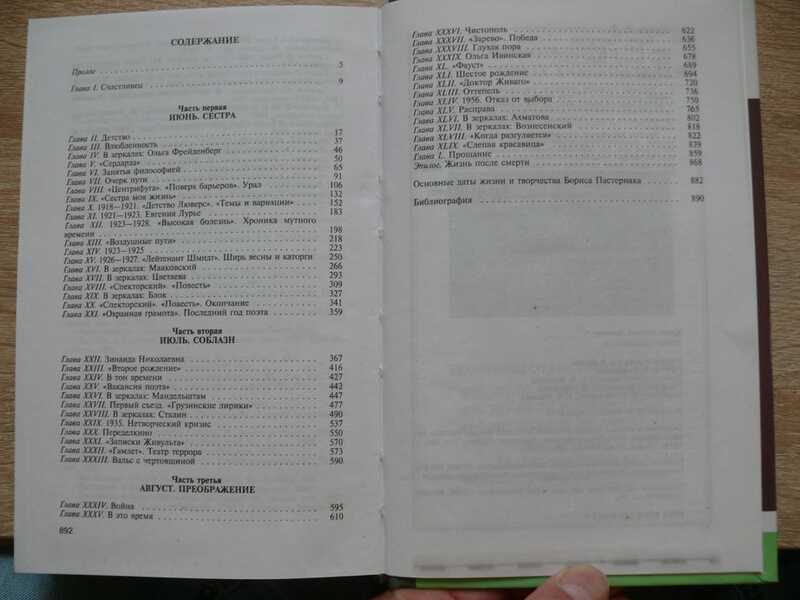 СОДЕРЖАНИЕ
Пролог 5
Глава I. Счастливец 9
Часть первая
ИЮНЬ. СЕСТРА
Глава II. Детство 17
Глава III. Влюбленность 37
Глава IV. В зеркалах: Ольга Фрейденберг 46
Глава V. «Сердарда» 50
Глава VI. Занятья философией 65
Глава VII. Очерк пути 91
Глава VIII. «Центрифуга». «Поверх барьеров». Урал 106
Глава IX. «Сестра моя жизнь» 132
Глава X. 1918—1921. «Детство Люверс». «Темы и вариации» 152
Глава XI. 1921—1923. Евгения Лурье 183
Глава XII. 1923—1928. «Высокая болезнь». Хроника мутного
времени 198
Глава XIII. «Воздушные пути» 218
Глава XIV. 1923—1925 223
Глава XV. 1926—1927. «Лейтенант Шмидт». Ширь весны и каторги 250
Глава XVI. В зеркалах: Маяковский 266
Глава XVII. В зеркалах: Цветаева 293
Глава XVIII. «Спекторский». «Повесть» 309
Глава XIX. В зеркалах: Блок 327
Глава XX. «Спекторский». «Повесть». Окончание 341
Глава XXI. «Охранная грамота». Последний год поэта 359
Часть вторая
ИЮЛЬ. СОБЛАЗН
Глава XXII. Зинаида Николаевна 367
Глава XXIII. «Второе рождение» 416
Глава XXIV. В тон времени 427
Глава XXV. «Вакансия поэта» 442
Глава XXVI. В зеркалах: Мандельштам 447
Глава XXVII. Первый съезд. «Грузинские лирики» 477
Глава XXVIII. В зеркалах: Сталин 490
Глава XXIX. 1935. Нетворческий кризис 537
Глава XXX. Переделкино 550
Глава XXXI. «Записки Живульта» 570
Глава XXXII. «Гамлет». Театр террора 573
Глава XXXIII. Вальс с чертовщиной 590
Часть третья
АВГУСТ. ПРЕОБРАЖЕНИЕ
Глава XXXIV. Война 595
Глава XXXV. В это время 610
892
Глава XXXVI. Чистополь 622
Глава XXXVII. «Зарево». Победа 636
Глава XXXVIII. Глухая пора 655
Глава XXXIX. Ольга Ивинская 678
Глава XL. «Фауст» 689
Глава XLI. Шестое рождение 694
Глава XLII. «Доктор Живаго» 720
Глава XLIII. Оттепель 736
Глава XLIV. 1956. Отказ от выбора 750
Глава XLV. Расправа 765
Глава XLVI. В зеркалах: Ахматова 802
Глава XLVII. В зеркалах: Вознесенский 818
Глава XLVIII. «Когда разгуляется» 822
Глава XLIX. «Слепая красавица» 839
Глава L. Прощание 859
Эпилог. Жизнь после смерти 868
Основные даты жизни и творчества Бориса Пастернака 882
Библиография 890